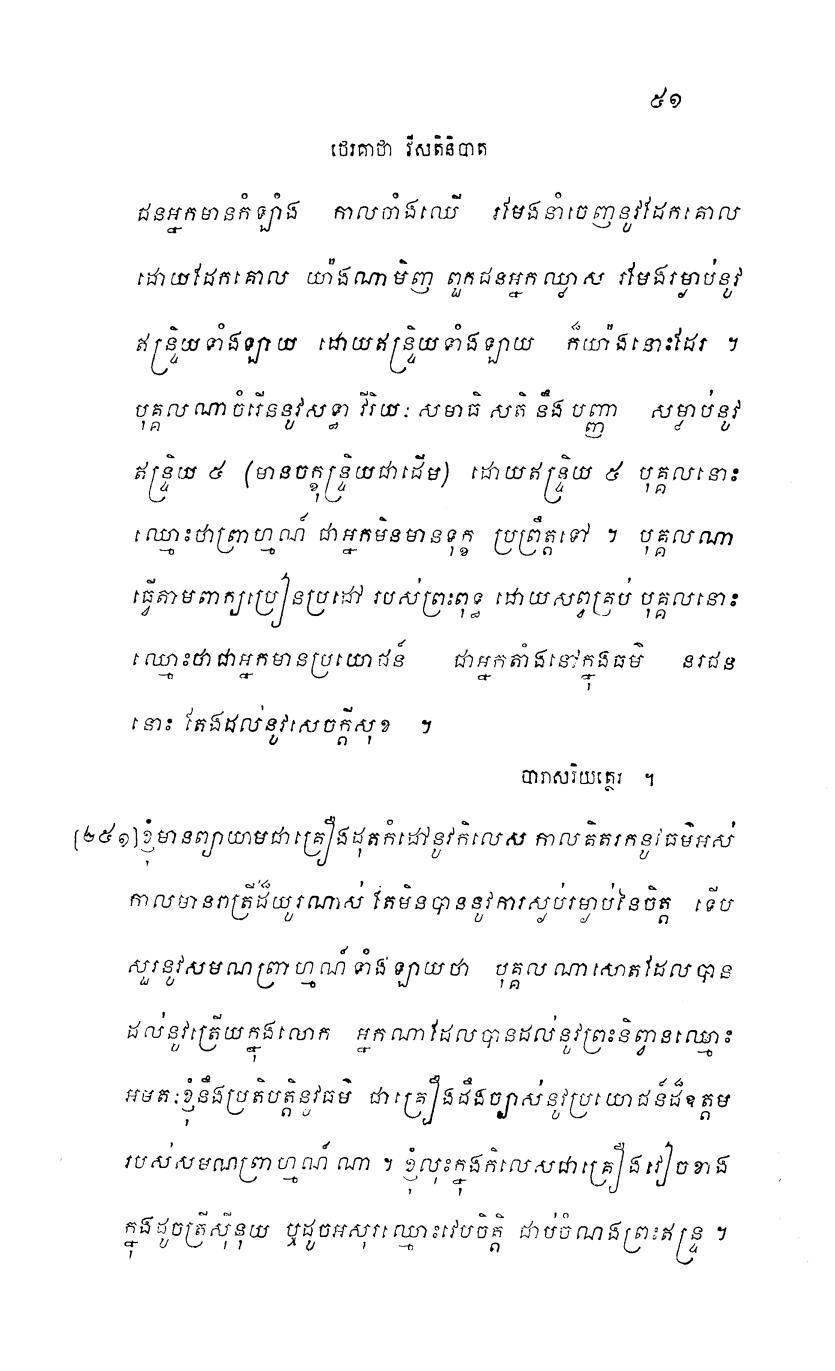 ៥១
ថេរគាថា វីសតិនិបាត
ជនអ្នកមានកំឡាំង កាលចាំងឈើ រមែងនាំចេញនូវដែកគោល
ដោយដែកគោល យ៉ាងណាមិញ ពួកជនអ្នកឈ្លាស រមែងរម្ងាប់នូវ
ឥន្ទ្រិយទាំងឡាយ ដោយឥន្ទ្រិយទាំងឡាយ ក៏យ៉ាងនោះដែរ ។
បុគ្គលណាចំរើននូវសទ្ធា វីរិយៈ សមាធិ សតិ នឹង បញ្ញា សម្លាប់នូវ
ឥន្ទ្រិយ ៥ (មានចក្ខុន្ទ្រិយជាដើម) ដោយឥន្ទ្រិយ ៥ បុគ្គលនោះ
ឈ្មោះថាព្រាហ្មណ៍ ជាអ្នកមិនមានទុក្ខ ប្រព្រឹត្តទៅ ។ បុគ្គលណា
ធ្វើតាមពាក្យប្រៀនប្រដៅ របស់ព្រះពុទ្ធ ដោយសព្វគ្រប់ បុគ្គលនោះ
ឈ្មោះថាជាអ្នកមានប្រយោជន៍ ជាអ្នកតាំងនៅក្នុងធម៌ នរជន
នោះ តែងដល់នូវសេចក្តីសុខ ។
បារាសរិយត្ថេរ ។
[២៥១] ខ្ញុំមានព្យាយាមជាគ្រឿងដុតកំដៅនូវកិលេស កាលគិតរកនូវធម៌អស់
កាលមានរាត្រីដ៏យូរណាស់ តែមិនបាននូវការស្ងប់រម្ងាប់នៃចិត្ត ទើប
សួរនូវសមណព្រាហ្មណ៍ទាំងឡាយថា បុគ្គលណាសោតដែលបាន
ដល់នូវត្រើយក្នុងលោក អ្នកណាដែលបានដល់នូវព្រះនិព្វានឈ្មោះ
អមតៈ ខ្ញុំនឹងប្រតិបត្តិនូវធម៌ ជាគ្រឿងដឹងច្បាស់នូវប្រយោជន៍ដ៏ឧត្តម
របស់សមណព្រាហ្មណ៍ណា ។ ខ្ញុំលុះក្នុងកិលេសជាគ្រឿងវៀចខាង
ក្នុងដូចត្រីស៊ីនុយ ឬដូចអសុរឈ្មោះវេបចិត្តិ ជាប់ចំណងព្រះឥន្ទ្រ ។